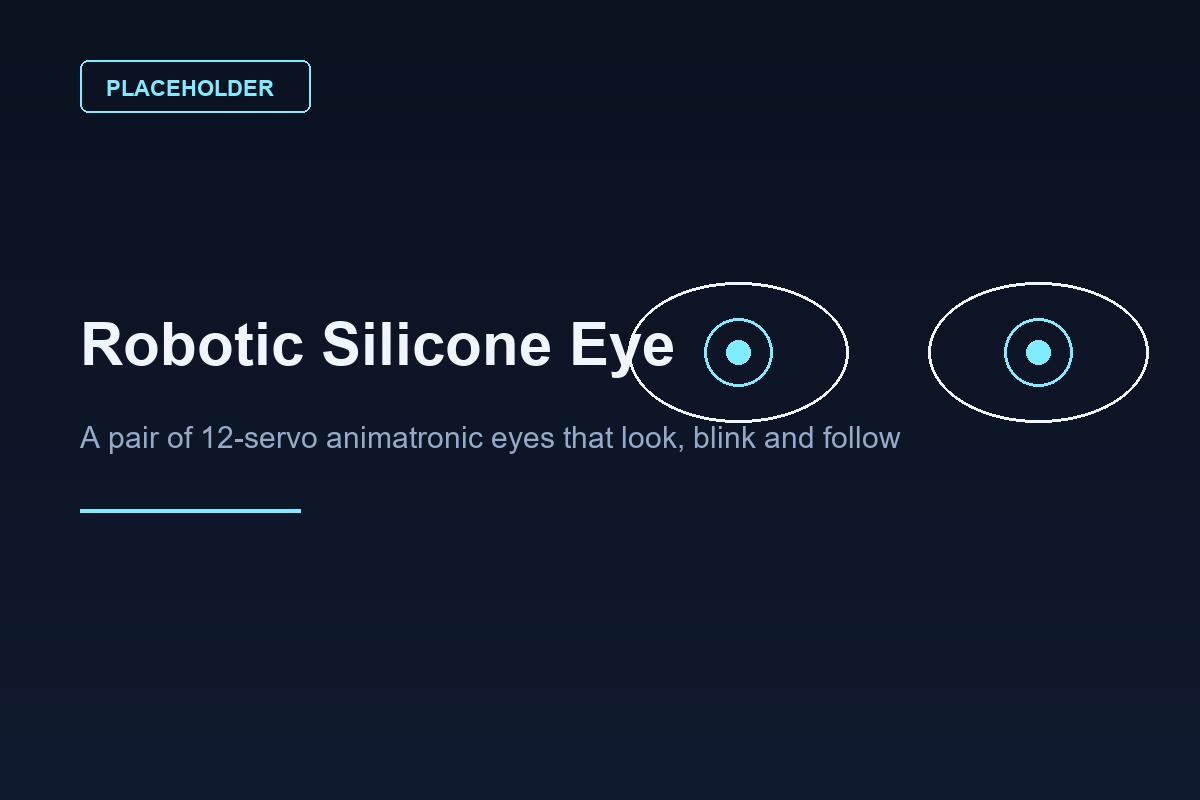 PLACEHOLDER
Robotic Silicone Eye
A pair of 12-servo animatronic eyes that look, blink and follow